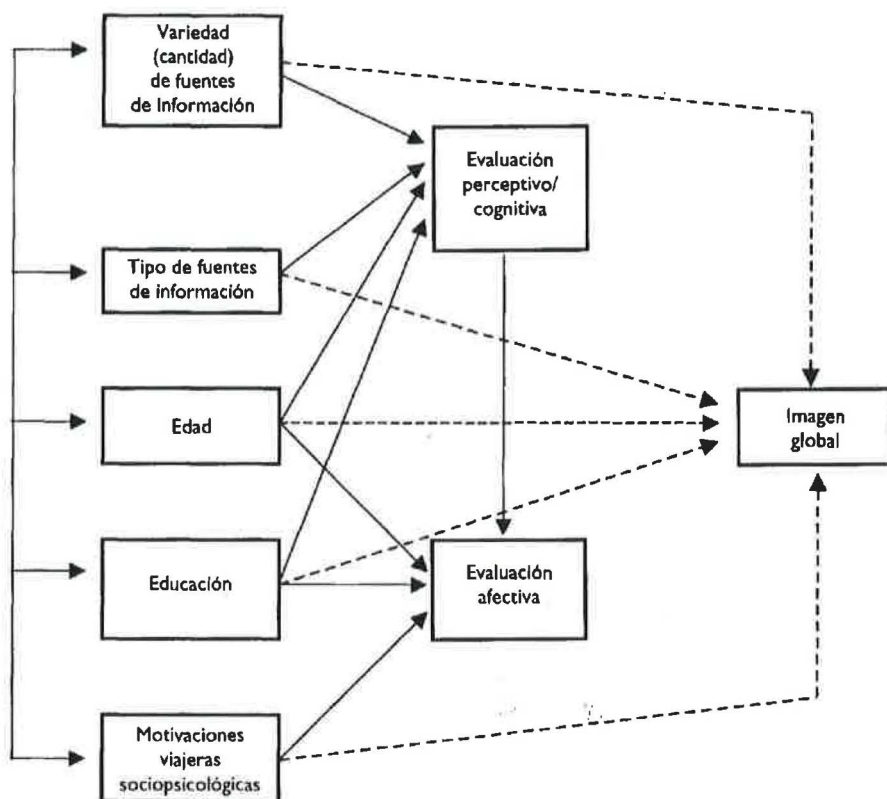 Variedad
(cantidad)
de fuentes
de Información
Evaluación
perceptivo/
cognitiva
Tipo de fuentes
de información
Edad
Imagen
global
Educación
Evaluación
afectiva
Motivaciones
viajeras
sociopsicológicas